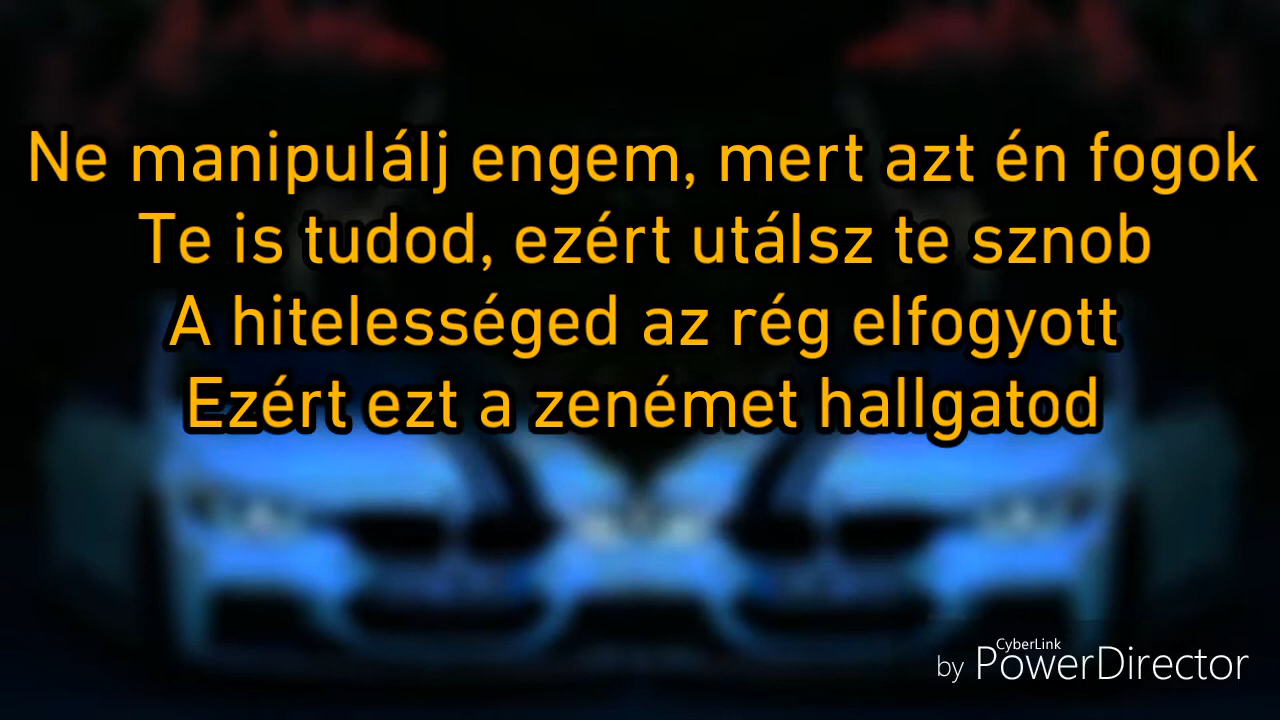 Ne manipulálj engem, mert azt én fogok
Te is tudod, ezért utálsz te sznob
A hitelességed az rég elfogyott
Ezért ezt a zenémet hallgatod
CyberLink
by PowerDirector